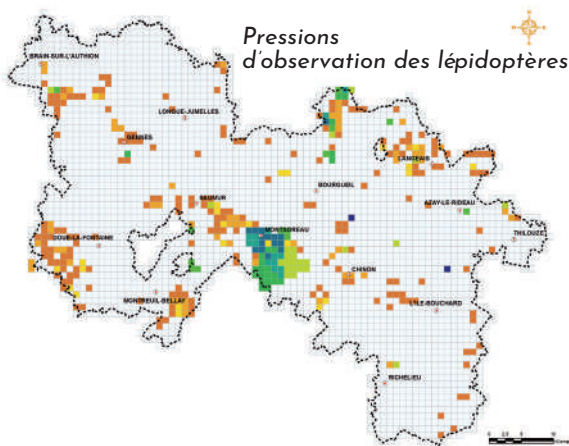 Pressions
d'observation des lépidoptères
BRAIN-SUR-L'AUTHION
LONGUE-JUMELLES
GENNES
LANGEAIS
BOURGUEIL
SAUMUR
AZAY-LE-RIDEAU
MONTSOREAU
THILOUZE
DOUE-LA-FONTAINE
CHINON
MONTREUIL-BELLAY
L'ILE-BOUCHARD
RICHELIEU